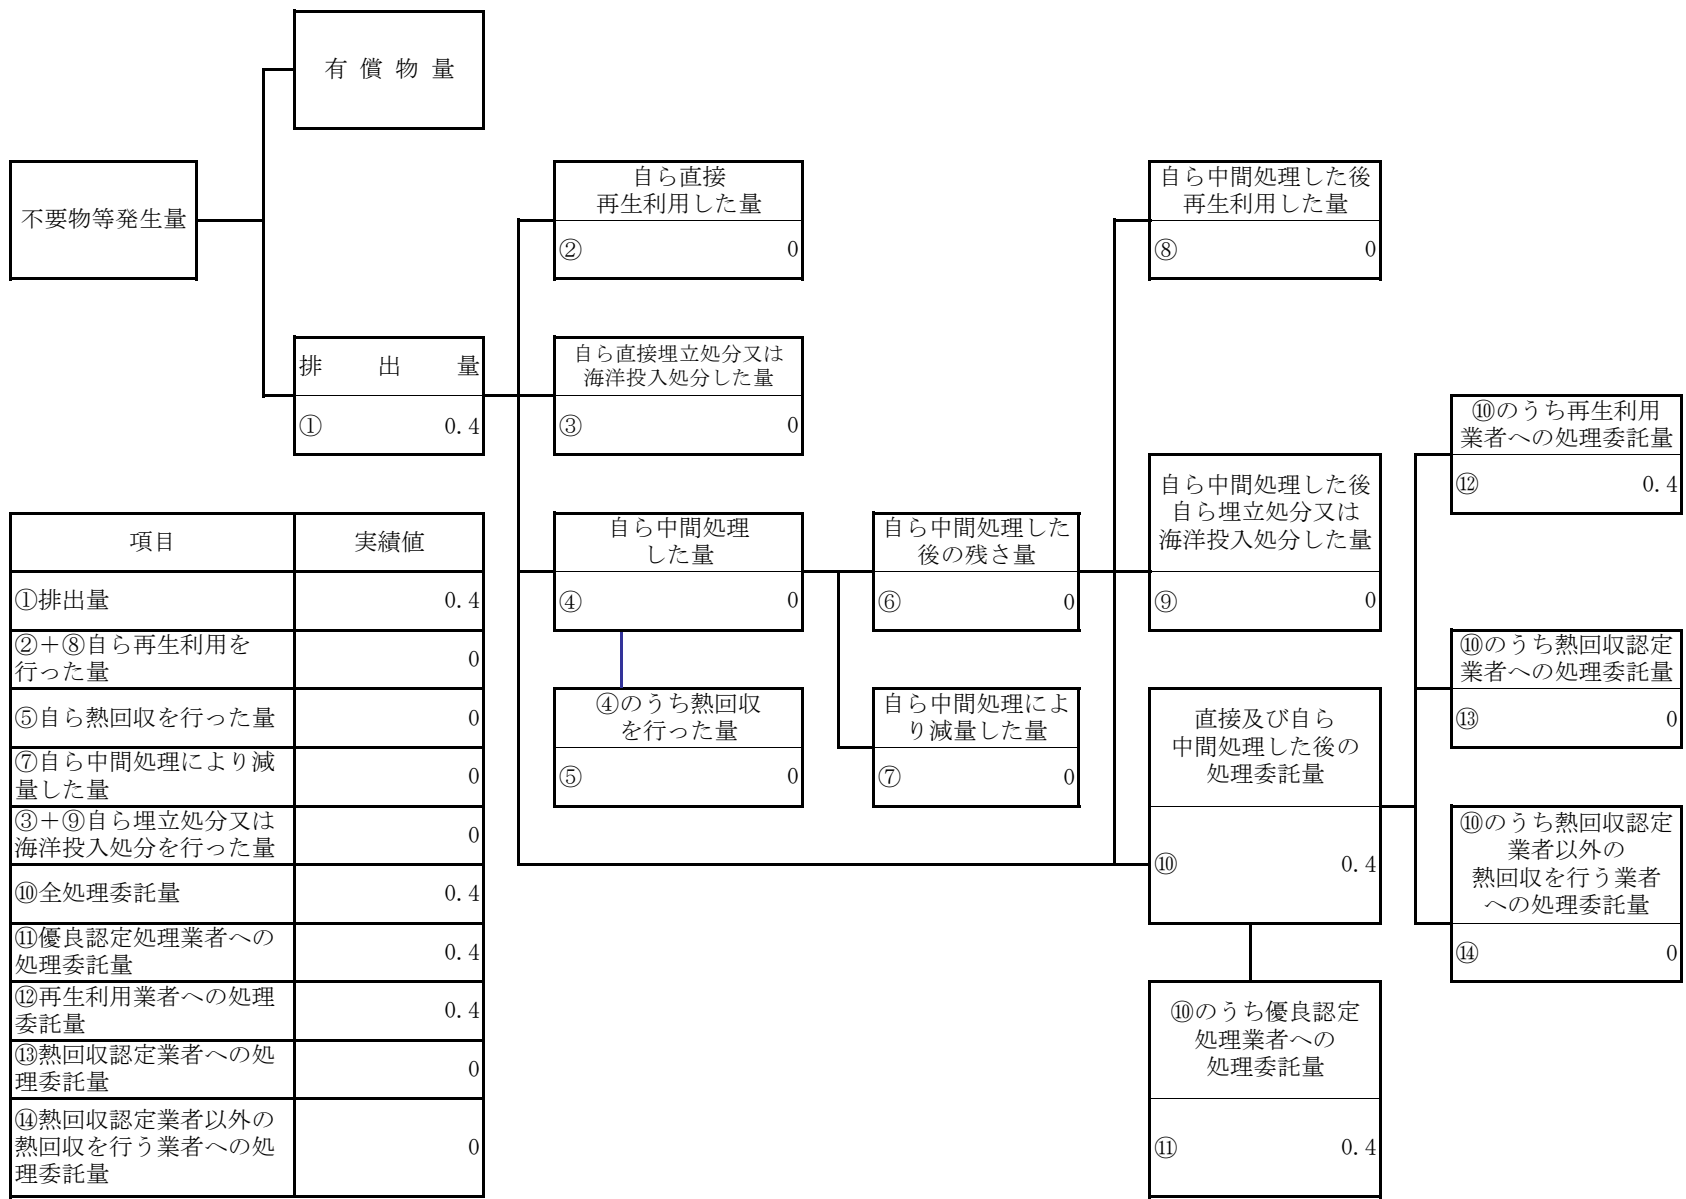 有償物量
不要物等発生量
排出量
① 0.4
自ら直接
再生利用した量
② 0
自ら直接埋立処分又は
海洋投入処分した量
③ 0
自ら中間処理
した量
④ 0
④のうち熱回収
を行った量
⑤ 0
自ら中間処理した
後の残さ量
⑥ 0
自ら中間処理によ
り減量した量
⑦ 0
自ら中間処理した後
再生利用した量
⑧ 0
自ら中間処理した後
自ら埋立処分又は
海洋投入処分した量
⑨ 0
直接及び自ら
中間処理した後の
処理委託量
⑩ 0.4
⑩のうち優良認定
処理業者への
処理委託量
⑪ 0.4
⑩のうち再生利用
業者への処理委託量
⑫ 0.4
⑩のうち熱回収認定
業者への処理委託量
⑬ 0
⑩のうち熱回収認定
業者以外の
熱回収を行う業者
への処理委託量
⑭ 0
項目 実績値
①排出量 0.4
②+⑧自ら再生利用を
行った量 0
⑤自ら熱回収を行った量 0
⑦自ら中間処理により減
量した量 0
③+⑨自ら埋立処分又は
海洋投入処分を行った量 0
⑩全処理委託量 0.4
⑪優良認定処理業者への
処理委託量 0.4
⑫再生利用業者への処理
委託量 0.4
⑬熱回収認定業者への処
理委託量 0
⑭熱回収認定業者以外の
熱回収を行う業者への処
理委託量 0